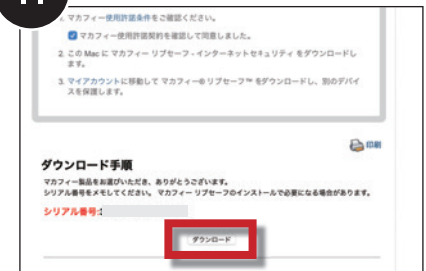 1. マカフィー使用許諾条件をご確認ください。
マカフィー使用許諾契約を確認して同意しました。
2. この Mac に マカフィー リブセーフ・インターネットセキュリティ をダウンロードし
ます。
3. マイアカウントに移動して マカフィー® リブセーフ™ をダウンロードし、別のデバイ
スを保護します。
印刷
ダウンロード手順
マカフィー製品をお選びいただき、ありがとうございます。
シリアル番号をメモしてください。 マカフィー リブセーフのインストールで必要になる場合があります。
シリアル番号:
ダウンロード